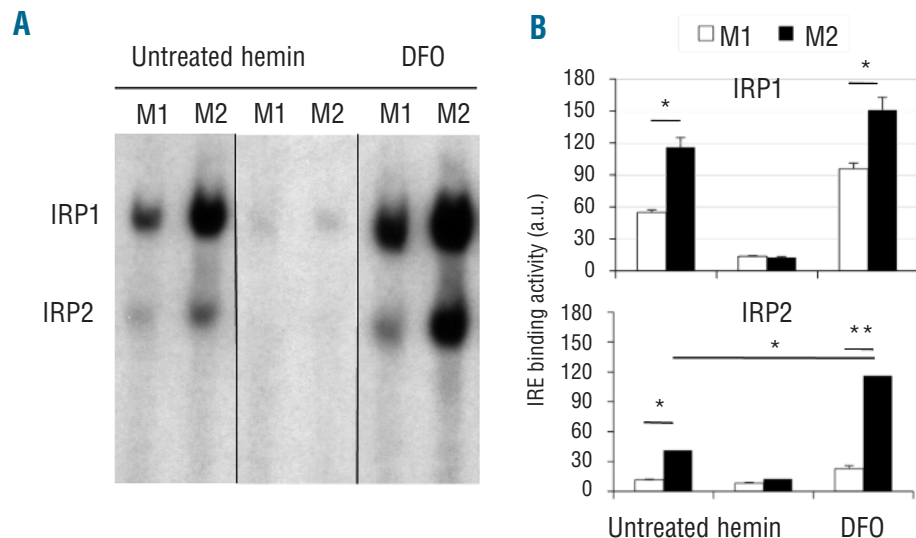 A
Untreated hemin DFO
M1 M2 M1 M2 M1 M2
IRP1
IRP2
B
M1 M2
IRE binding activity (a.u.)
IRP1
180
150
120
90
60
30
0
* *
IRP2
180
150
120
90
60
30
0
* * **
Untreated hemin DFO